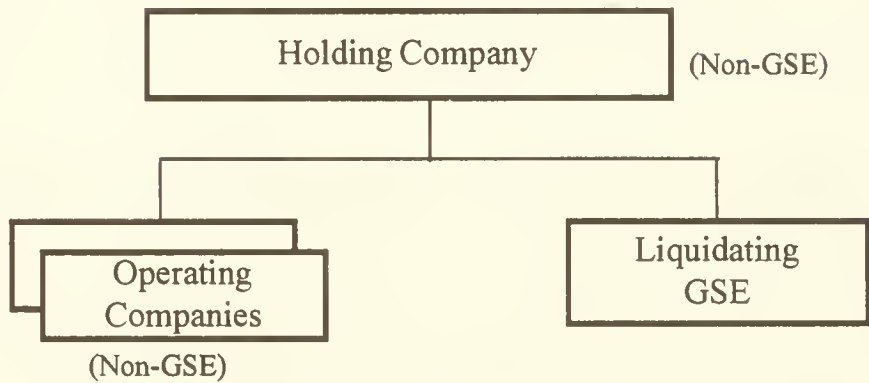 Holding Company
(Non-GSE)
Operating
Companies
(Non-GSE)
Liquidating
GSE